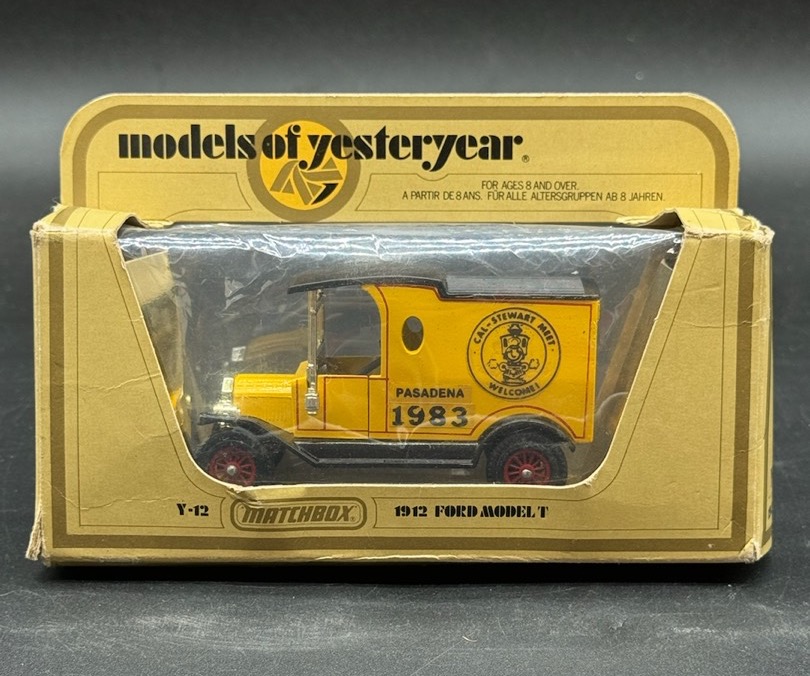 models of yesteryear®
FOR AGES 8 AND OVER.
A PARTIR DE 8 ANS. FÜR ALLE ALTERSGRUPPEN AB 8 JAHREN.
· CAL-STEWART MEET ·
WELCOME!
PASADENA
1983
Y-12
MATCHBOX
1912 FORD MODEL T